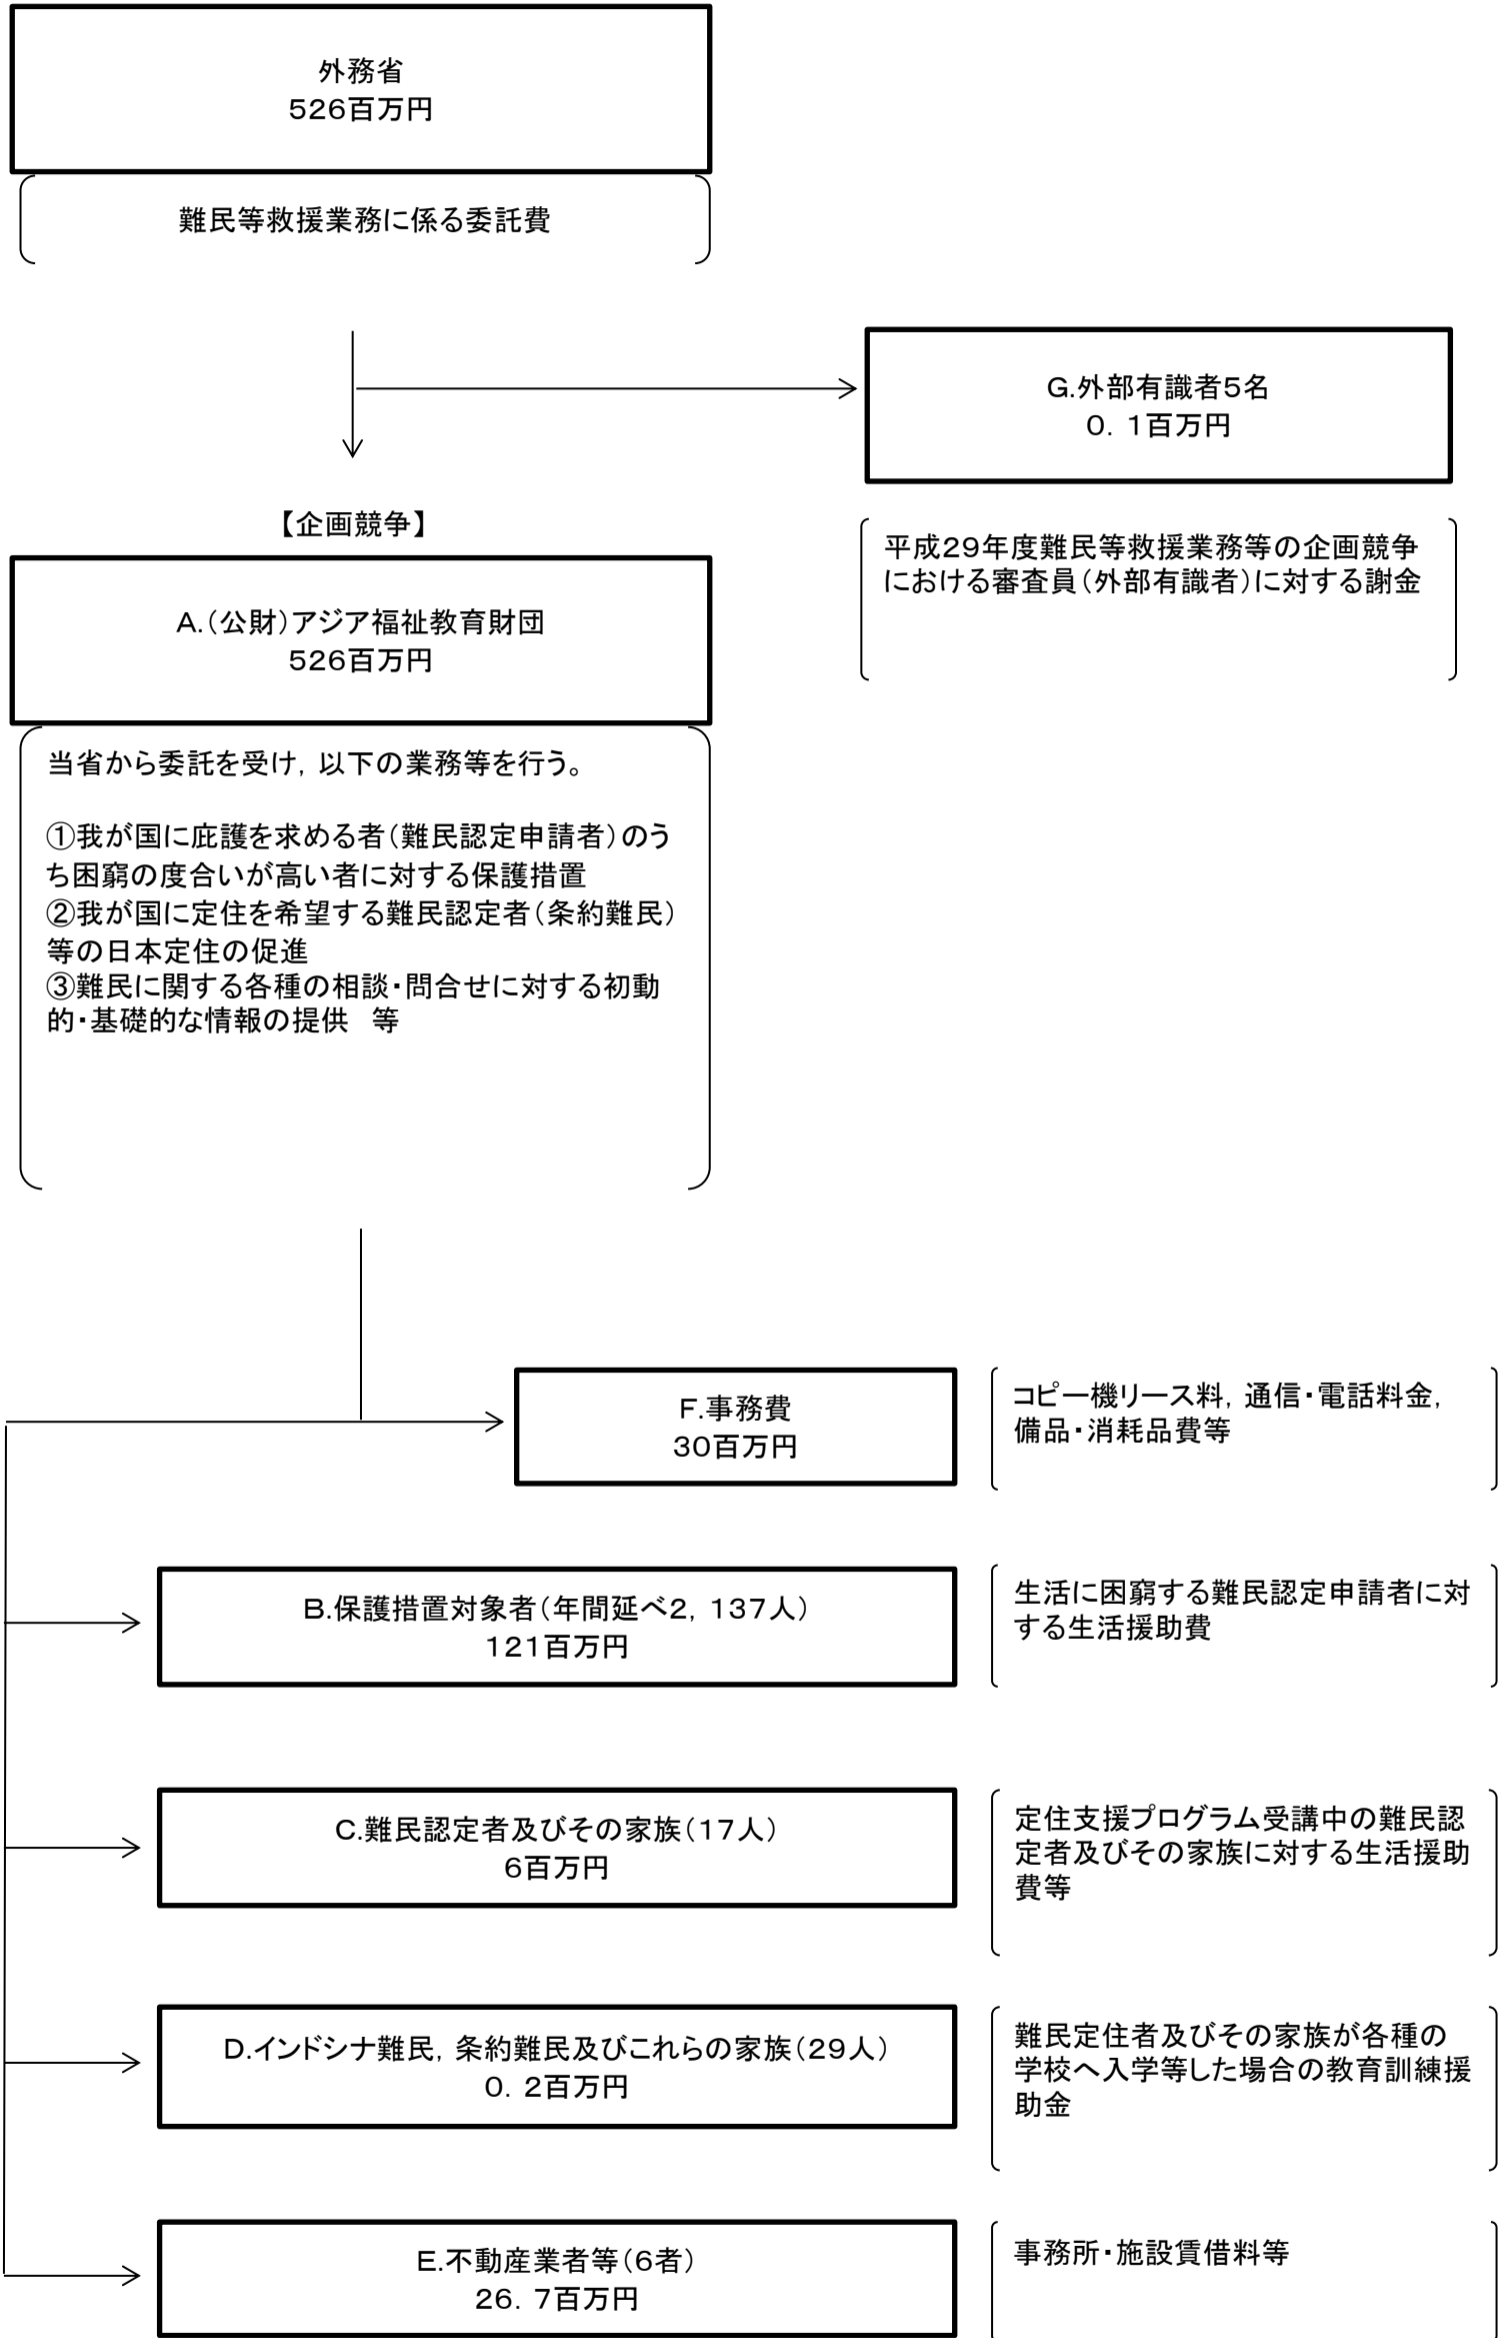 外務省
526百万円
難民等救援業務に係る委託費
G.外部有識者5名
0．1百万円
平成29年度難民等救援業務等の企画競争
における審査員（外部有識者）に対する謝金
【企画競争】
A.（公財）アジア福祉教育財団
526百万円
当省から委託を受け，以下の業務等を行う。
①我が国に庇護を求める者（難民認定申請者）のう
ち困窮の度合いが高い者に対する保護措置
②我が国に定住を希望する難民認定者（条約難民）
等の日本定住の促進
③難民に関する各種の相談・問合せに対する初動
的・基礎的な情報の提供　等
F.事務費
30百万円
コピー機リース料，通信・電話料金，
備品・消耗品費等
B.保護措置対象者（年間延べ2，137人）
121百万円
生活に困窮する難民認定申請者に対
する生活援助費
C.難民認定者及びその家族（17人）
6百万円
定住支援プログラム受講中の難民認
定者及びその家族に対する生活援助
費等
D.インドシナ難民，条約難民及びこれらの家族（29人）
0．2百万円
難民定住者及びその家族が各種の
学校へ入学等した場合の教育訓練援
助金
E.不動産業者等（6者）
26．7百万円
事務所・施設賃借料等